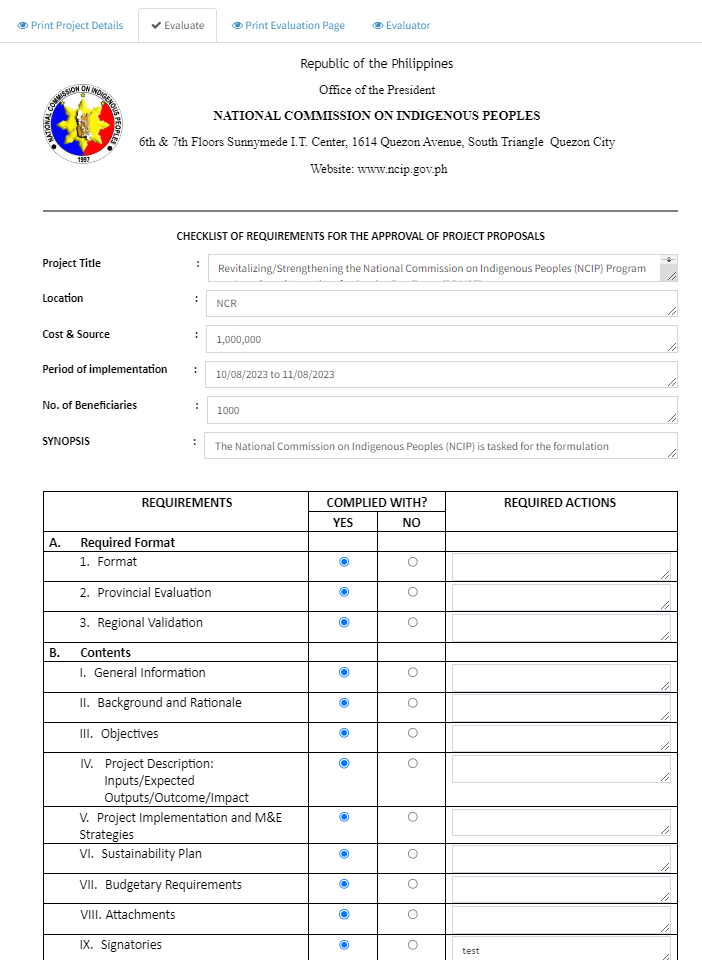 Print Project Details
Evaluate
Print Evaluation Page
Evaluator
Republic of the Philippines
Office of the President
NATIONAL COMMISSION ON INDIGENOUS PEOPLES
6th & 7th Floors Sunnymede I.T. Center, 1614 Quezon Avenue, South Triangle Quezon City
Website: www.ncip.gov.ph
NATIONAL COMMISSION ON INDIGENOUS PEOPLES
1997
CHECKLIST OF REQUIREMENTS FOR THE APPROVAL OF PROJECT PROPOSALS
Project Title : Revitalizing/Strengthening the National Commission on Indigenous Peoples (NCIP) Program
Location : NCR
Cost & Source : 1,000,000
Period of implementation : 10/08/2023 to 11/08/2023
No. of Beneficiaries : 1000
SYNOPSIS : The National Commission on Indigenous Peoples (NCIP) is tasked for the formulation
REQUIREMENTS COMPLIED WITH? REQUIRED ACTIONS
YES NO
A. Required Format
1. Format
2. Provincial Evaluation
3. Regional Validation
B. Contents
I. General Information
II. Background and Rationale
III. Objectives
IV. Project Description:
Inputs/Expected
Outputs/Outcome/Impact
V. Project Implementation and M&E
Strategies
VI. Sustainability Plan
VII. Budgetary Requirements
VIII. Attachments
IX. Signatories test